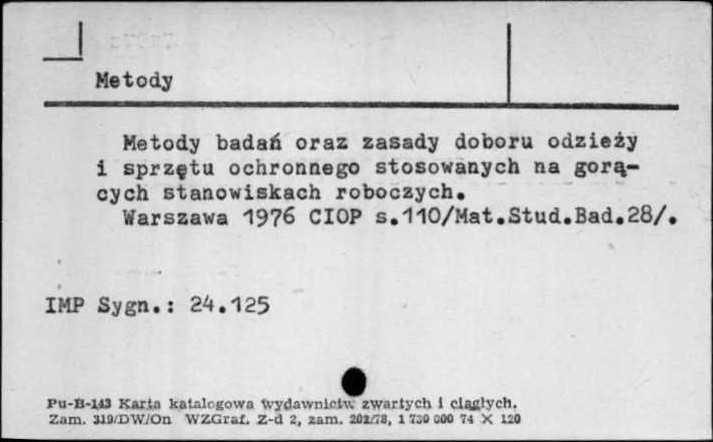 Metody
Metody badań oraz zasady doboru odzieży
i sprzętu ochronnego stosowanych na gorą-
cych stanowiskach roboczych.
Warszawa 1976 CIOP s.110/Mat.Stud.Bad.28/.
IMP Sygn.: 24.125
Pu-B-143 Karta katalogowa wydawnictw zwartych i ciągłych.
Zam. 319/DW/On WZGraf. Z-d 2, zam. 202/78, 1 730 000 74 X 120